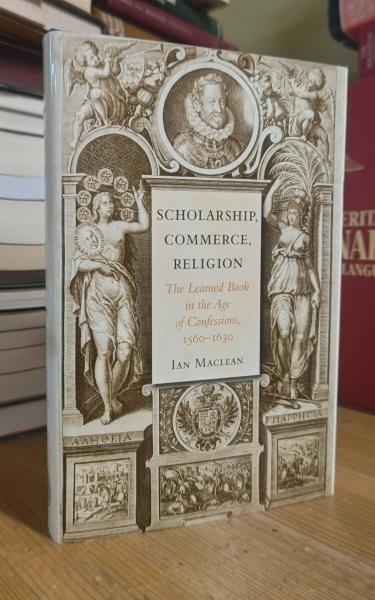 SCHOLARSHIP,
COMMERCE,
RELIGION
The Learned Book
in the Age
of Confessions,
1560–1630
IAN MACLEAN
ΑΛΗΘΕΙΑ
ΠΑΡΡΗΣΙΑ